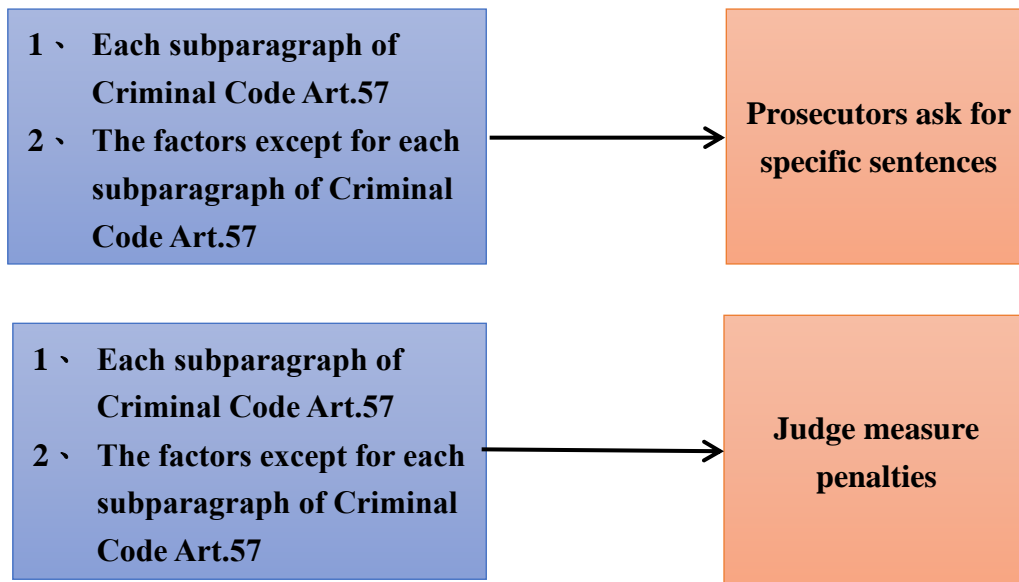 1、 Each subparagraph of
Criminal Code Art.57
2、 The factors except for each
subparagraph of Criminal
Code Art.57
Prosecutors ask for
specific sentences
1、 Each subparagraph of
Criminal Code Art.57
2、 The factors except for each
subparagraph of Criminal
Code Art.57
Judge measure
penalties